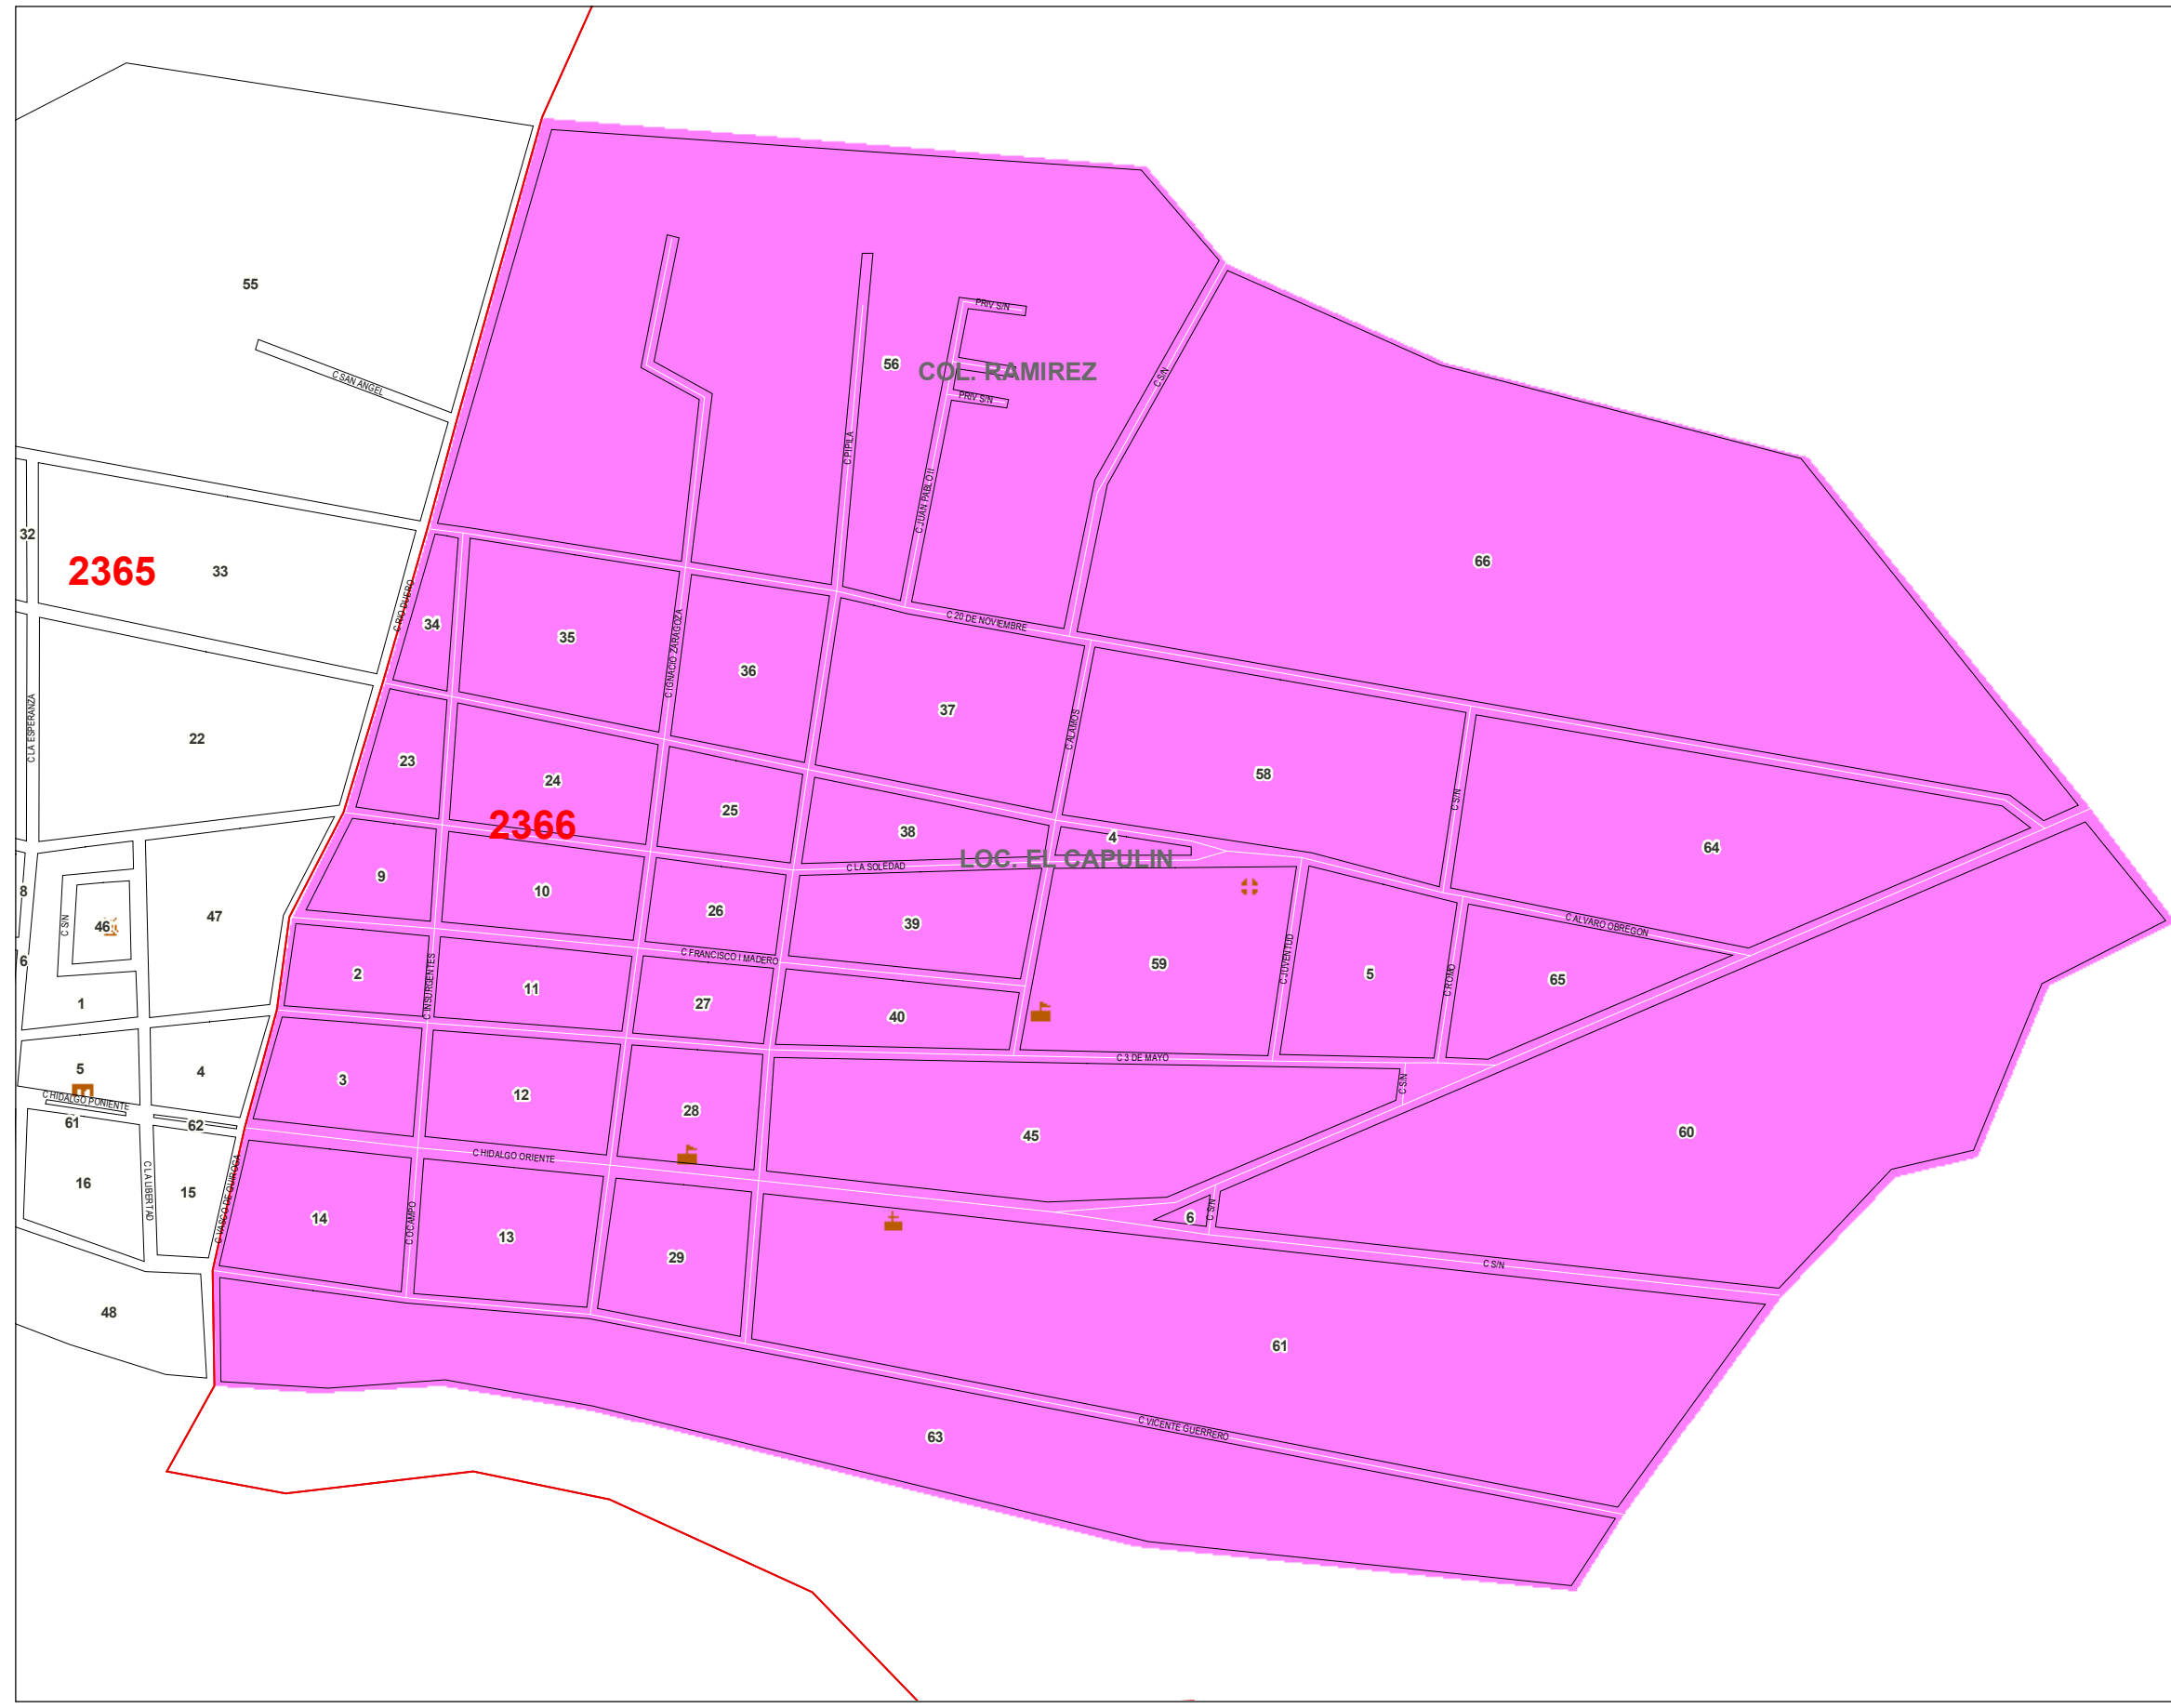 55
C SAN ANGEL
56
COL. RAMIREZ
PRIV S/N
PRIV S/N
C PIPILA
C JUAN PABLO II
C S/N
66
32
2365
33
C RIO DUERO
34
35
C IGNACIO ZARAGOZA
36
C 20 DE NOVIEMBRE
37
C ALAMOS
58
C S/N
64
C LA ESPERANZA
22
23
24
2366
25
38
4
LOC. EL CAPULIN
C LA SOLEDAD
8
C S/N
46
47
9
10
26
39
59
C JUVENTUD
5
C ROMO
C ALVARO OBREGON
65
6
1
2
C INSURGENTES
11
C FRANCISCO I MADERO
27
40
C 3 DE MAYO
5
4
C HIDALGO PONIENTE
61
62
3
12
28
45
C S/N
60
16
C LA LIBERTAD
15
C VASCO DE QUIROGA
C HIDALGO ORIENTE
14
C OCAMPO
13
29
6
C S/N
C S/N
48
61
63
C VICENTE GUERRERO